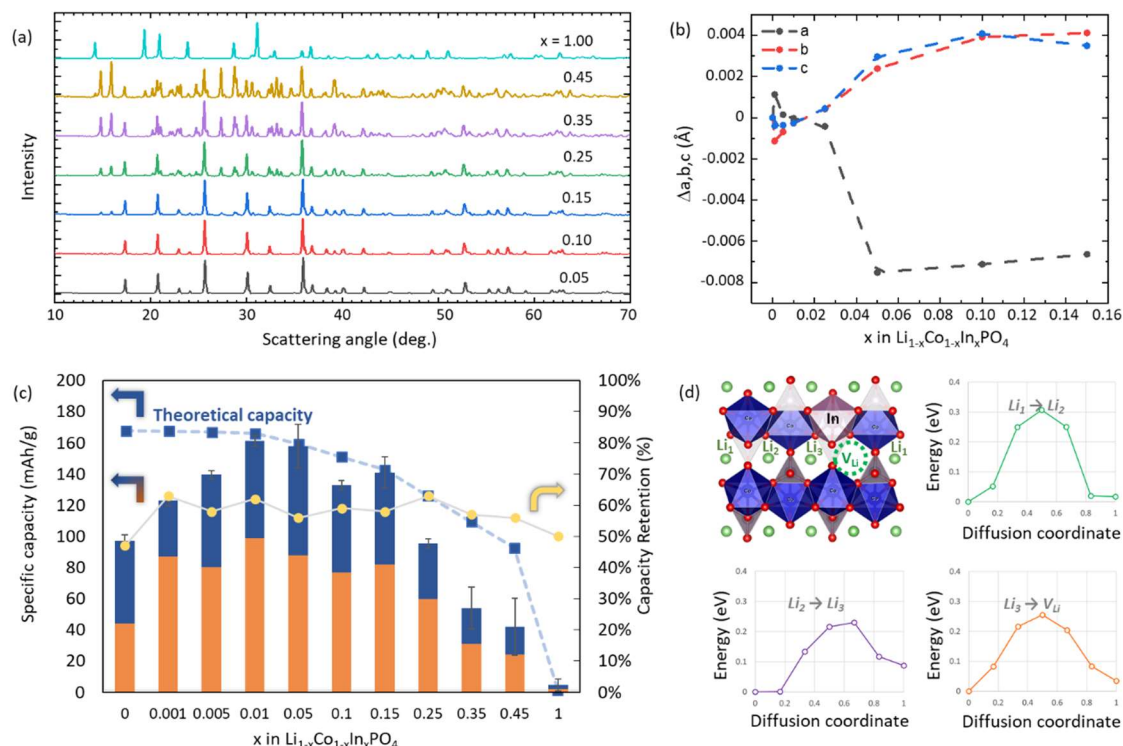 (a)
x = 1.00
0.45
0.35
0.25
0.15
0.10
0.05
Intensity
10 20 30 40 50 60 70
Scattering angle (deg.)
(b)
a
b
c
0.004
0.002
0
-0.002
-0.004
-0.006
-0.008
Δa,b,c (Å)
0 0.02 0.04 0.06 0.08 0.10 0.12 0.14 0.16
x in Li1-xCo1-xInxPO4
(c)
Theoretical capacity
200
180
160
140
120
100
80
60
40
20
0
Specific capacity (mAh/g)
100%
90%
80%
70%
60%
50%
40%
30%
20%
10%
0%
Capacity Retention (%)
0 0.001 0.005 0.01 0.05 0.1 0.15 0.25 0.35 0.45 1
x in Li1-xCo1-xInxPO4
(d)
In
Li1 Li2 Li3 VLi Li1
Li1 → Li2
0.4
0.3
0.2
0.1
0
Energy (eV)
0 0.2 0.4 0.6 0.8 1
Diffusion coordinate
Li2 → Li3
0.4
0.3
0.2
0.1
0
Energy (eV)
0 0.2 0.4 0.6 0.8 1
Diffusion coordinate
Li3 → VLi
0.4
0.3
0.2
0.1
0
Energy (eV)
0 0.2 0.4 0.6 0.8 1
Diffusion coordinate